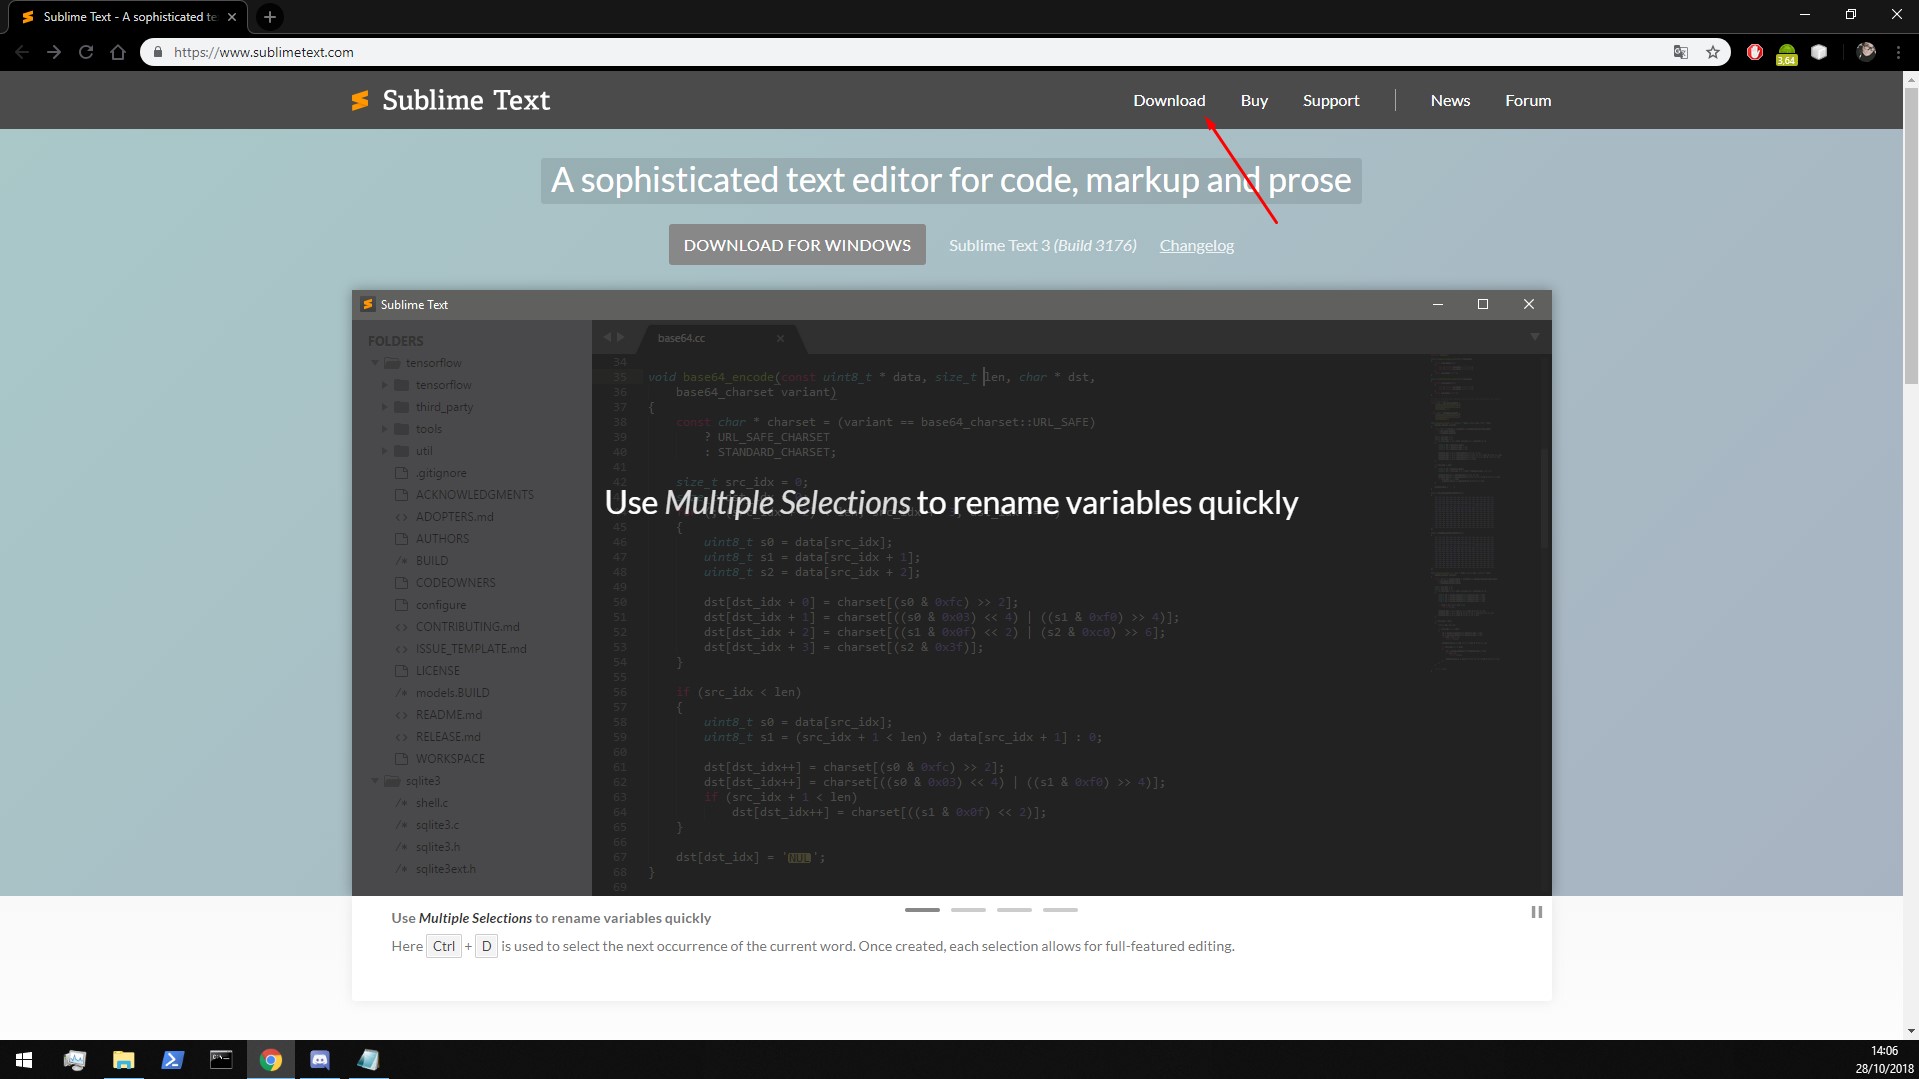 Sublime Text - A sophisticated te
https://www.sublimetext.com
3,64
Sublime Text
Download Buy Support News Forum
A sophisticated text editor for code, markup and prose
DOWNLOAD FOR WINDOWS Sublime Text 3 (Build 3176) Changelog
Sublime Text
FOLDERS
tensorflow
tensorflow
third_party
tools
util
.gitignore
ACKNOWLEDGMENTS
ADOPTERS.md
AUTHORS
BUILD
CODEOWNERS
configure
CONTRIBUTING.md
ISSUE_TEMPLATE.md
LICENSE
models.BUILD
README.md
RELEASE.md
WORKSPACE
sqlite3
shell.c
sqlite3.c
sqlite3.h
sqlite3ext.h
base64.cc
34
35 void base64_encode(const uint8_t * data, size_t len, char * dst,
36 base64_charset variant)
37 {
38 const char * charset = (variant == base64_charset::URL_SAFE)
39 ? URL_SAFE_CHARSET
40 : STANDARD_CHARSET;
41
42 size_t src_idx = 0;
Use Multiple Selections to rename variables quickly
45 {
46 uint8_t s0 = data[src_idx];
47 uint8_t s1 = data[src_idx + 1];
48 uint8_t s2 = data[src_idx + 2];
49
50 dst[dst_idx + 0] = charset[(s0 & 0xfc) >> 2];
51 dst[dst_idx + 1] = charset[((s0 & 0x03) << 4) | ((s1 & 0xf0) >> 4)];
52 dst[dst_idx + 2] = charset[((s1 & 0x0f) << 2) | (s2 & 0xc0) >> 6];
53 dst[dst_idx + 3] = charset[(s2 & 0x3f)];
54 }
55
56 if (src_idx < len)
57 {
58 uint8_t s0 = data[src_idx];
59 uint8_t s1 = (src_idx + 1 < len) ? data[src_idx + 1] : 0;
60
61 dst[dst_idx++] = charset[(s0 & 0xfc) >> 2];
62 dst[dst_idx++] = charset[((s0 & 0x03) << 4) | ((s1 & 0xf0) >> 4)];
63 if (src_idx + 1 < len)
64 dst[dst_idx++] = charset[((s1 & 0x0f) << 2)];
65 }
66
67 dst[dst_idx] = 'NUL';
68 }
69
Use Multiple Selections to rename variables quickly
Here Ctrl + D is used to select the next occurrence of the current word. Once created, each selection allows for full-featured editing.
14:06
28/10/2018